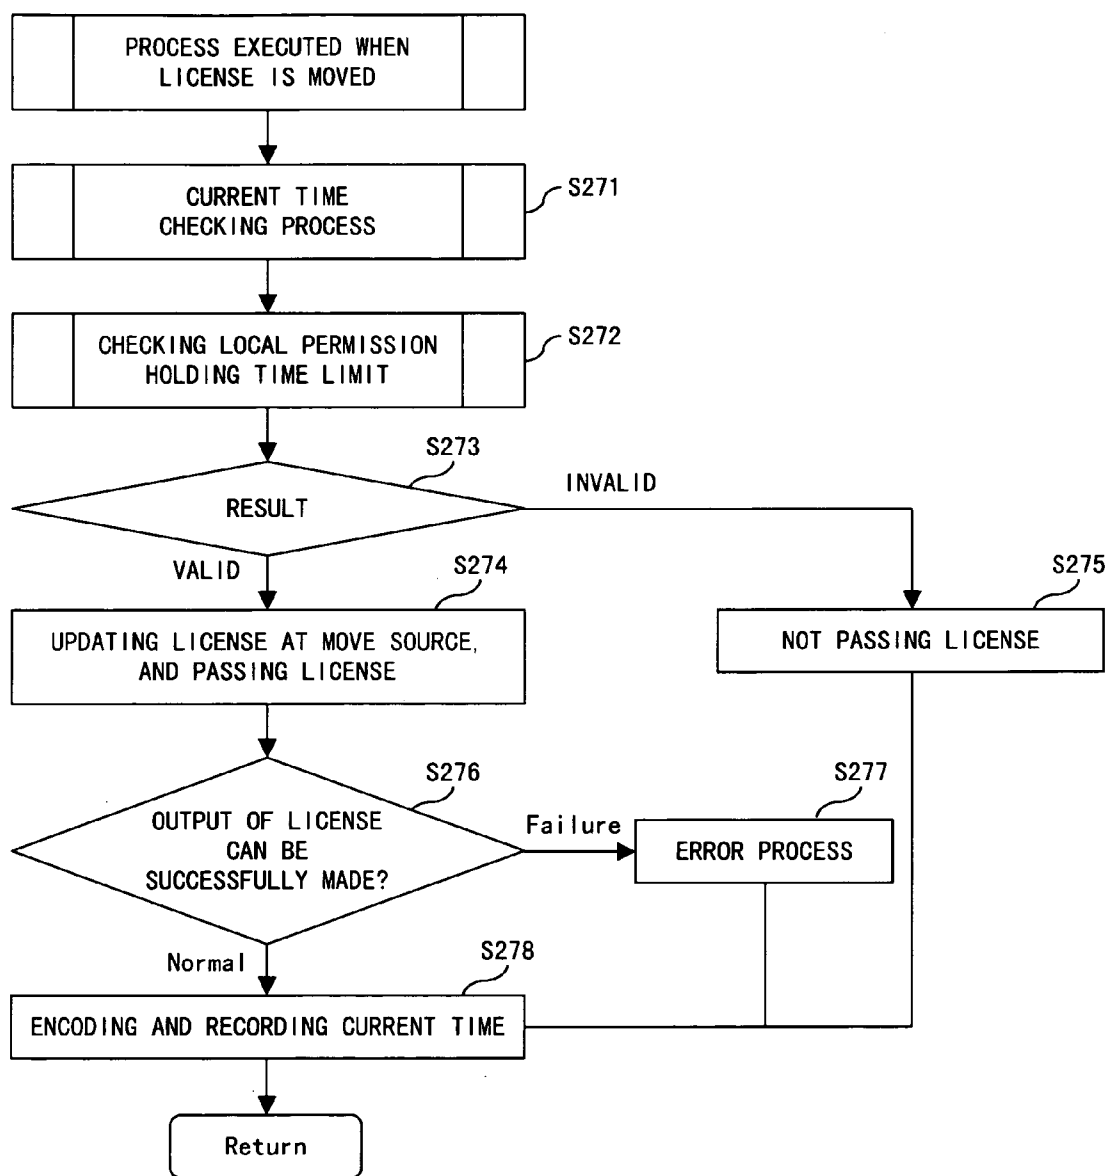 PROCESS EXECUTED WHEN
LICENSE IS MOVED
CURRENT TIME
CHECKING PROCESS
S271
CHECKING LOCAL PERMISSION
HOLDING TIME LIMIT
S272
S273
RESULT
INVALID
VALID
S274
S275
UPDATING LICENSE AT MOVE SOURCE,
AND PASSING LICENSE
NOT PASSING LICENSE
S276
S277
OUTPUT OF LICENSE
CAN BE
SUCCESSFULLY MADE?
Failure
ERROR PROCESS
Normal
S278
ENCODING AND RECORDING CURRENT TIME
Return